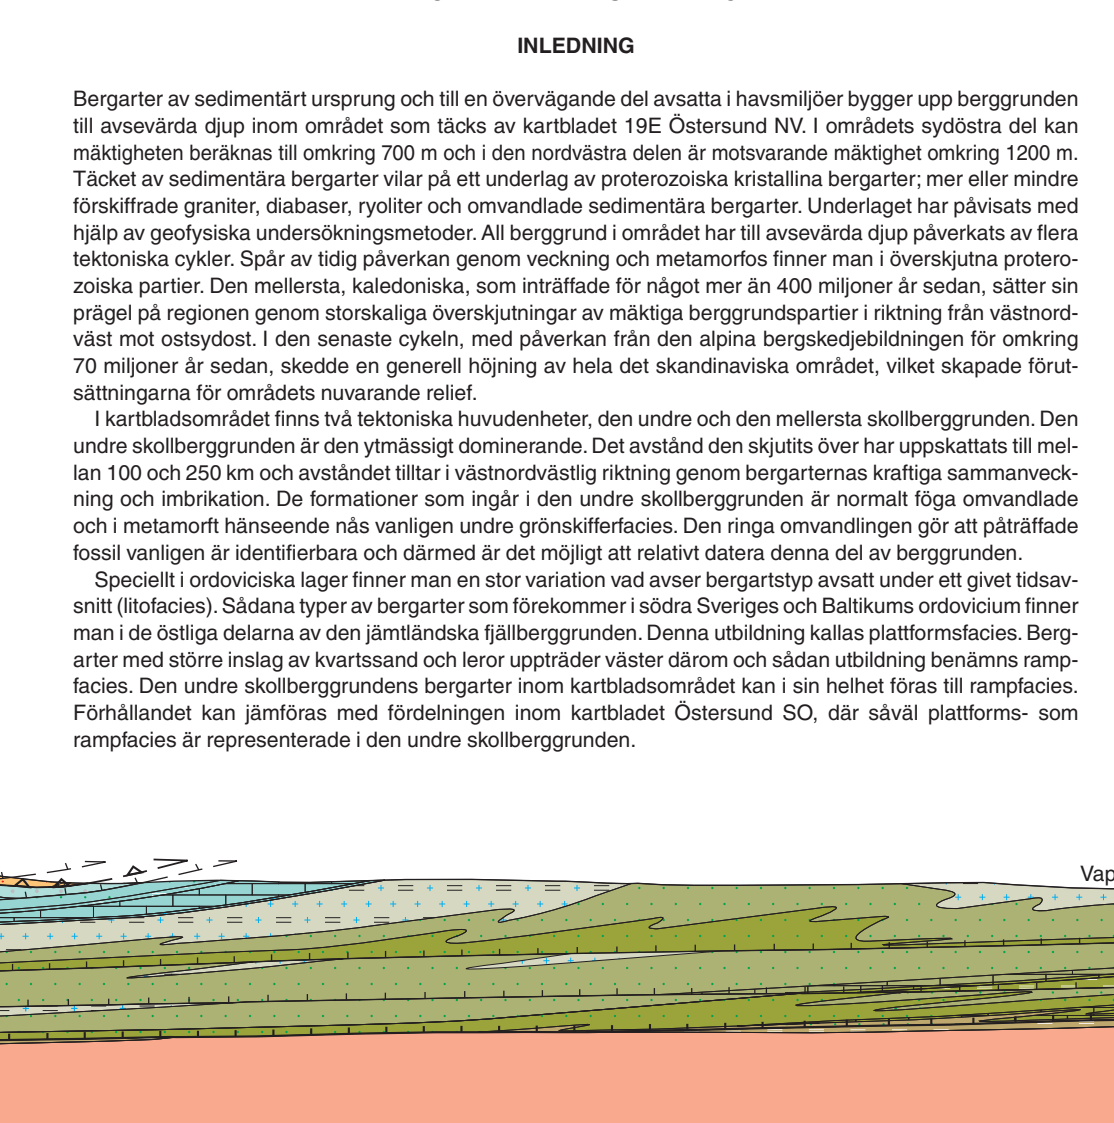 INLEDNING
Bergarter av sedimentärt ursprung och till en övervägande del avsatta i havsmiljöer bygger upp berggrunden
till avsevärda djup inom området som täcks av kartbladet 19E Östersund NV. I områdets sydöstra del kan
mäktigheten beräknas till omkring 700 m och i den nordvästra delen är motsvarande mäktighet omkring 1200 m.
Täcket av sedimentära bergarter vilar på ett underlag av proterozoiska kristallina bergarter; mer eller mindre
förskiffrade graniter, diabaser, ryoliter och omvandlade sedimentära bergarter. Underlaget har påvisats med
hjälp av geofysiska undersökningsmetoder. All berggrund i området har till avsevärda djup påverkats av flera
tektoniska cykler. Spår av tidig påverkan genom veckning och metamorfos finner man i överskjutna protero-
zoiska partier. Den mellersta, kaledoniska, som inträffade för något mer än 400 miljoner år sedan, sätter sin
prägel på regionen genom storskaliga överskjutningar av mäktiga berggrundspartier i riktning från västnord-
väst mot ostsydost. I den senaste cykeln, med påverkan från den alpina bergskedjebildningen för omkring
70 miljoner år sedan, skedde en generell höjning av hela det skandinaviska området, vilket skapade förut-
sättningarna för områdets nuvarande relief.
I kartbladsområdet finns två tektoniska huvudenheter, den undre och den mellersta skollberggrunden. Den
undre skollberggrunden är den ytmässigt dominerande. Det avstånd den skjutits över har uppskattats till mel-
lan 100 och 250 km och avståndet tilltar i västnordvästlig riktning genom bergarternas kraftiga sammanveck-
ning och imbrikation. De formationer som ingår i den undre skollberggrunden är normalt föga omvandlade
och i metamorft hänseende nås vanligen undre grönskifferfacies. Den ringa omvandlingen gör att påträffade
fossil vanligen är identifierbara och därmed är det möjligt att relativt datera denna del av berggrunden.
Speciellt i ordoviciska lager finner man en stor variation vad avser bergartstyp avsatt under ett givet tidsav-
snitt (litofacies). Sådana typer av bergarter som förekommer i södra Sveriges och Baltikums ordovicium finner
man i de östliga delarna av den jämtländska fjällberggrunden. Denna utbildning kallas plattformsfacies. Berg-
arter med större inslag av kvartssand och leror uppträder väster därom och sådan utbildning benämns ramp-
facies. Den undre skollberggrundens bergarter inom kartbladsområdet kan i sin helhet föras till rampfacies.
Förhållandet kan jämföras med fördelningen inom kartbladet Östersund SO, där såväl plattforms- som
rampfacies är representerade i den undre skollberggrunden.
Vap